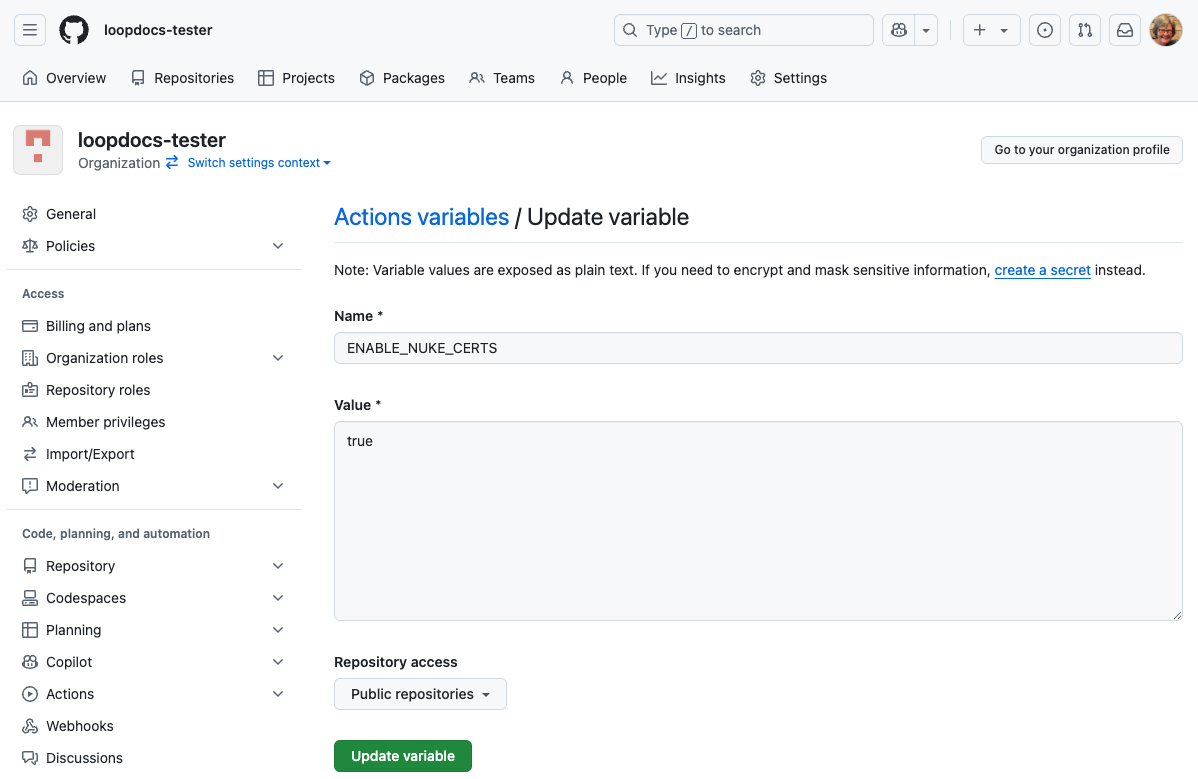 loopdocs-tester
Type / to search
Overview
Repositories
Projects
Packages
Teams
People
Insights
Settings
loopdocs-tester
Organization
Switch settings context
Go to your organization profile
General
Policies
Access
Billing and plans
Organization roles
Repository roles
Member privileges
Import/Export
Moderation
Code, planning, and automation
Repository
Codespaces
Planning
Copilot
Actions
Webhooks
Discussions
Actions variables / Update variable
Note: Variable values are exposed as plain text. If you need to encrypt and mask sensitive information, create a secret instead.
Name *
ENABLE_NUKE_CERTS
Value *
true
Repository access
Public repositories
Update variable